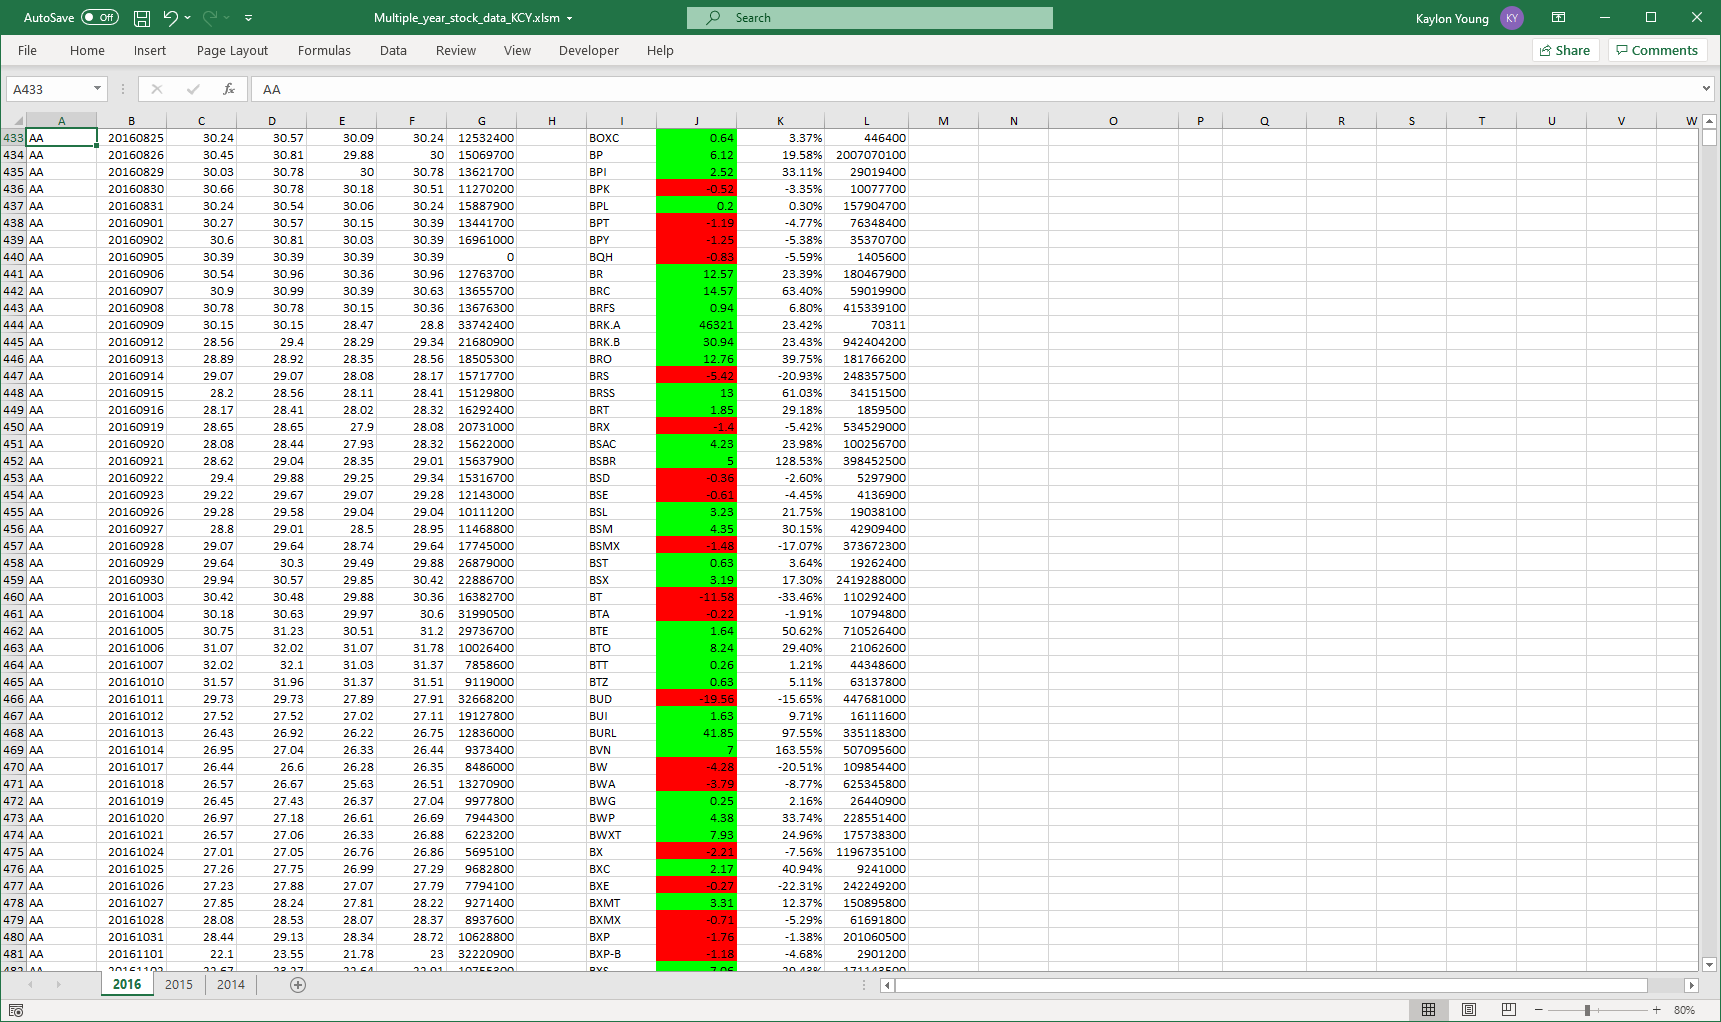 AutoSave Off Multiple_year_stock_data_KCY.xlsm Search Kaylon Young KY
File Home Insert Page Layout Formulas Data Review View Developer Help Share Comments
A433 fx AA
A B C D E F G H I J K L M N O P Q R S T U V W
433 AA 20160825 30.24 30.57 30.09 30.24 12532400 BOXC 0.64 3.37% 446400
434 AA 20160826 30.45 30.81 29.88 30 15069700 BP 6.12 19.58% 2007070100
435 AA 20160829 30.03 30.78 30 30.78 13621700 BPI 2.52 33.11% 29019400
436 AA 20160830 30.66 30.78 30.18 30.51 11270200 BPK -0.52 -3.35% 10077700
437 AA 20160831 30.24 30.54 30.06 30.24 15887900 BPL 0.2 0.30% 157904700
438 AA 20160901 30.27 30.57 30.15 30.39 13441700 BPT -1.19 -4.77% 76348400
439 AA 20160902 30.6 30.81 30.03 30.39 16961000 BPY -1.25 -5.38% 35370700
440 AA 20160905 30.39 30.39 30.39 30.39 0 BQH -0.83 -5.59% 1405600
441 AA 20160906 30.54 30.96 30.36 30.96 12763700 BR 12.57 23.39% 180467900
442 AA 20160907 30.9 30.99 30.39 30.63 13655700 BRC 14.57 63.40% 59019900
443 AA 20160908 30.78 30.78 30.15 30.36 13676300 BRFS 0.94 6.80% 415339100
444 AA 20160909 30.15 30.15 28.47 28.8 33742400 BRK.A 46321 23.42% 70311
445 AA 20160912 28.56 29.4 28.29 29.34 21680900 BRK.B 30.94 23.43% 942404200
446 AA 20160913 28.89 28.92 28.35 28.56 18505300 BRO 12.76 39.75% 181766200
447 AA 20160914 29.07 29.07 28.08 28.17 15717700 BRS -5.42 -20.93% 248357500
448 AA 20160915 28.2 28.56 28.11 28.41 15129800 BRSS 13 61.03% 34151500
449 AA 20160916 28.17 28.41 28.02 28.32 16292400 BRT 1.85 29.18% 1859500
450 AA 20160919 28.65 28.65 27.9 28.08 20731000 BRX -1.4 -5.42% 534529000
451 AA 20160920 28.08 28.44 27.93 28.32 15622000 BSAC 4.23 23.98% 100256700
452 AA 20160921 28.62 29.04 28.35 29.01 15637900 BSBR 5 128.53% 398452500
453 AA 20160922 29.4 29.88 29.25 29.34 15316700 BSD -0.36 -2.60% 5297900
454 AA 20160923 29.22 29.67 29.07 29.28 12143000 BSE -0.61 -4.45% 4136900
455 AA 20160926 29.28 29.58 29.04 29.04 10111200 BSL 3.23 21.75% 19038100
456 AA 20160927 28.8 29.01 28.5 28.95 11468800 BSM 4.35 30.15% 42909400
457 AA 20160928 29.07 29.64 28.74 29.64 17745000 BSMX -1.48 -17.07% 373672300
458 AA 20160929 29.64 30.3 29.49 29.88 26879000 BST 0.63 3.64% 19262400
459 AA 20160930 29.94 30.57 29.85 30.42 22886700 BSX 3.19 17.30% 2419288000
460 AA 20161003 30.42 30.48 29.88 30.36 16382700 BT -11.58 -33.46% 110292400
461 AA 20161004 30.18 30.63 29.97 30.6 31990500 BTA -0.22 -1.91% 10794800
462 AA 20161005 30.75 31.23 30.51 31.2 29736700 BTE 1.64 50.62% 710526400
463 AA 20161006 31.07 32.02 31.07 31.78 10026400 BTO 8.24 29.40% 21062600
464 AA 20161007 32.02 32.1 31.03 31.37 7858600 BTT 0.26 1.21% 44348600
465 AA 20161010 31.57 31.96 31.37 31.51 9119000 BTZ 0.63 5.11% 63137800
466 AA 20161011 29.73 29.73 27.89 27.91 32668200 BUD -19.56 -15.65% 447681000
467 AA 20161012 27.52 27.52 27.02 27.11 19127800 BUI 1.63 9.71% 16111600
468 AA 20161013 26.43 26.92 26.22 26.75 12836000 BURL 41.85 97.55% 335118300
469 AA 20161014 26.95 27.04 26.33 26.44 9373400 BVN 7 163.55% 507095600
470 AA 20161017 26.44 26.6 26.28 26.35 8486000 BW -4.28 -20.51% 109854400
471 AA 20161018 26.57 26.67 25.63 26.51 13270900 BWA -3.79 -8.77% 625345800
472 AA 20161019 26.45 27.43 26.37 27.04 9977800 BWG 0.25 2.16% 26440900
473 AA 20161020 26.97 27.18 26.61 26.69 7944300 BWP 4.38 33.74% 228551400
474 AA 20161021 26.57 27.06 26.33 26.88 6223200 BWXT 7.93 24.96% 175738300
475 AA 20161024 27.01 27.05 26.76 26.86 5695100 BX -2.21 -7.56% 1196735100
476 AA 20161025 27.26 27.75 26.99 27.29 9682800 BXC 2.17 40.94% 9241000
477 AA 20161026 27.23 27.88 27.07 27.79 7794100 BXE -0.27 -22.31% 242249200
478 AA 20161027 27.85 28.24 27.81 28.22 9271400 BXMT 3.31 12.37% 150895800
479 AA 20161028 28.08 28.53 28.07 28.37 8937600 BXMX -0.71 -5.29% 61691800
480 AA 20161031 28.44 29.13 28.34 28.72 10628800 BXP -1.76 -1.38% 201060500
481 AA 20161101 22.1 23.55 21.78 23 32220900 BXP-B -1.18 -4.68% 2901200
482 AA 20161102 22.67 23.27 22.64 22.91 10755300 BXS 7.06 29.43% 171143500
2016 2015 2014
80%